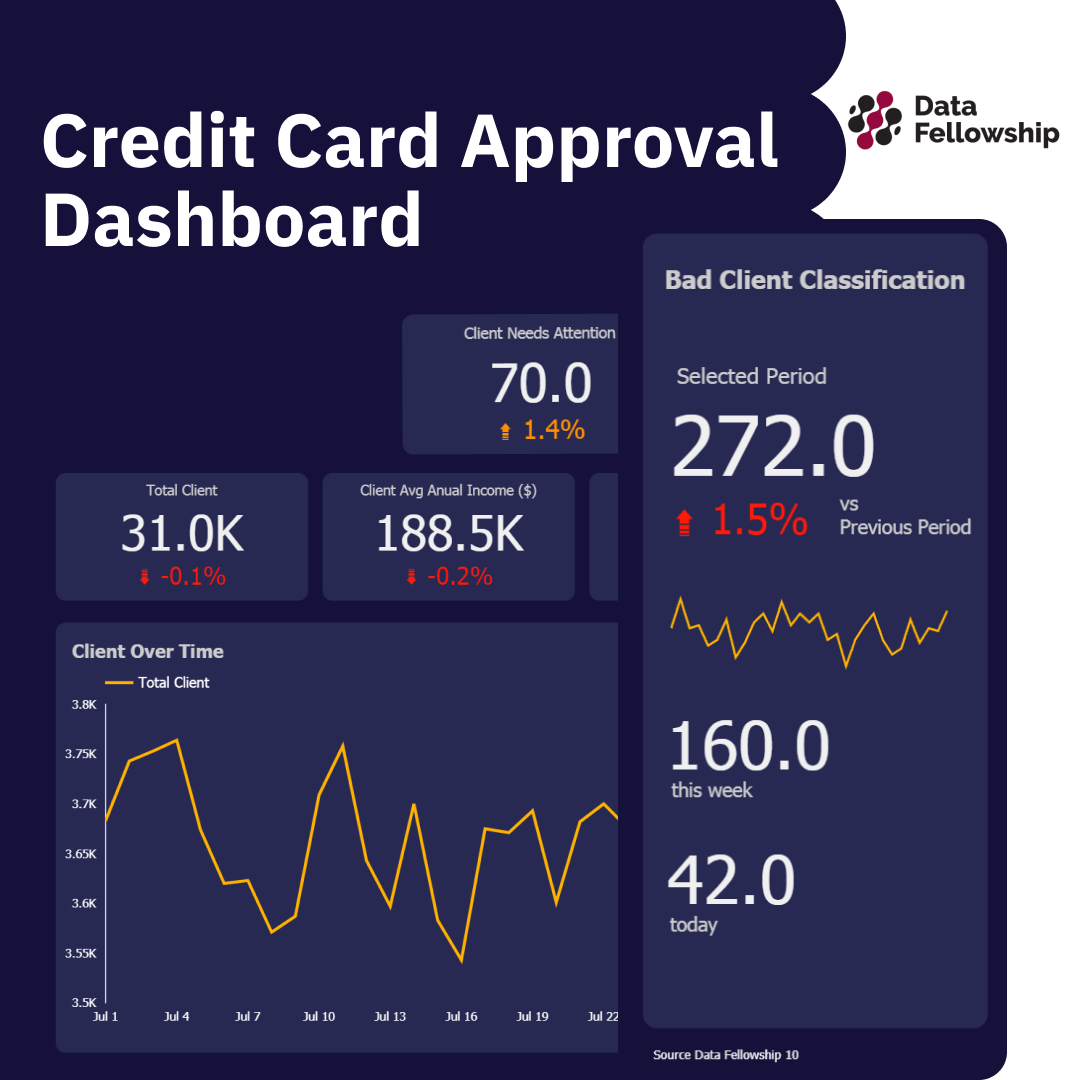 Credit Card Approval
Dashboard
Data
Fellowship
Client Needs Attention
70.0
1.4%
Total Client
31.0K
-0.1%
Client Avg Anual Income ($)
188.5K
-0.2%
Client Over Time
Total Client
3.8K
3.75K
3.7K
3.65K
3.6K
3.55K
3.5K
Jul 1
Jul 4
Jul 7
Jul 10
Jul 13
Jul 16
Jul 19
Jul 22
Bad Client Classification
Selected Period
272.0
1.5%
vs
Previous Period
160.0
this week
42.0
today
Source Data Fellowship 10